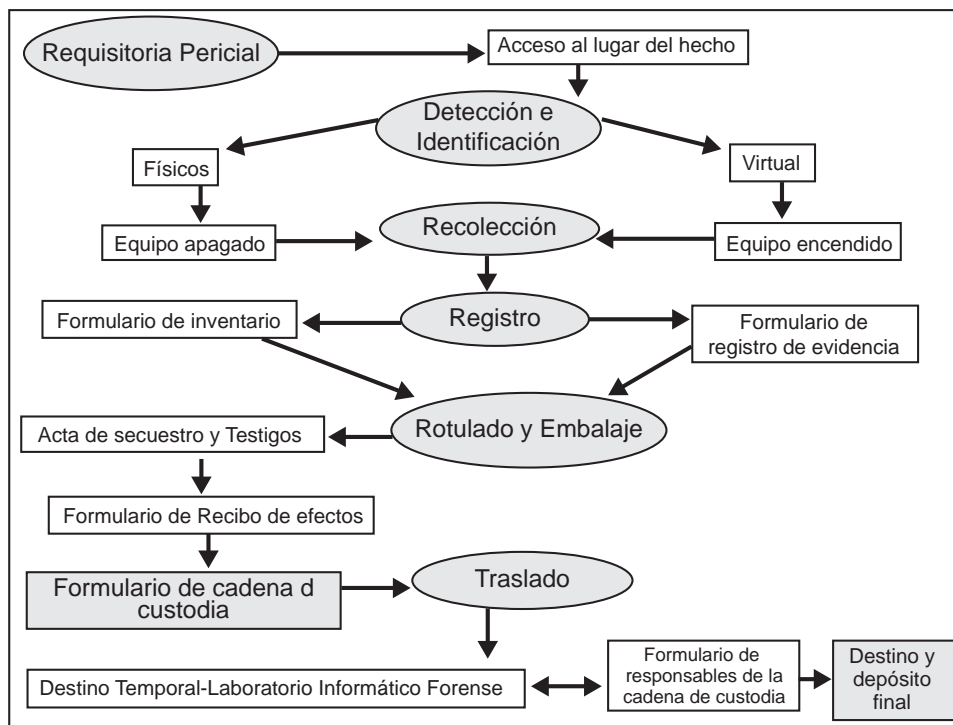 Requisitoria Pericial
Acceso al lugar del hecho
Detección e
Identificación
Físicos
Virtual
Equipo apagado
Recolección
Equipo encendido
Formulario de inventario
Registro
Formulario de
registro de evidencia
Rotulado y Embalaje
Acta de secuestro y Testigos
Formulario de Recibo de efectos
Formulario de cadena d
custodia
Traslado
Destino Temporal-Laboratorio Informático Forense
Formulario de
responsables de la
cadena de custodia
Destino y
depósito
final